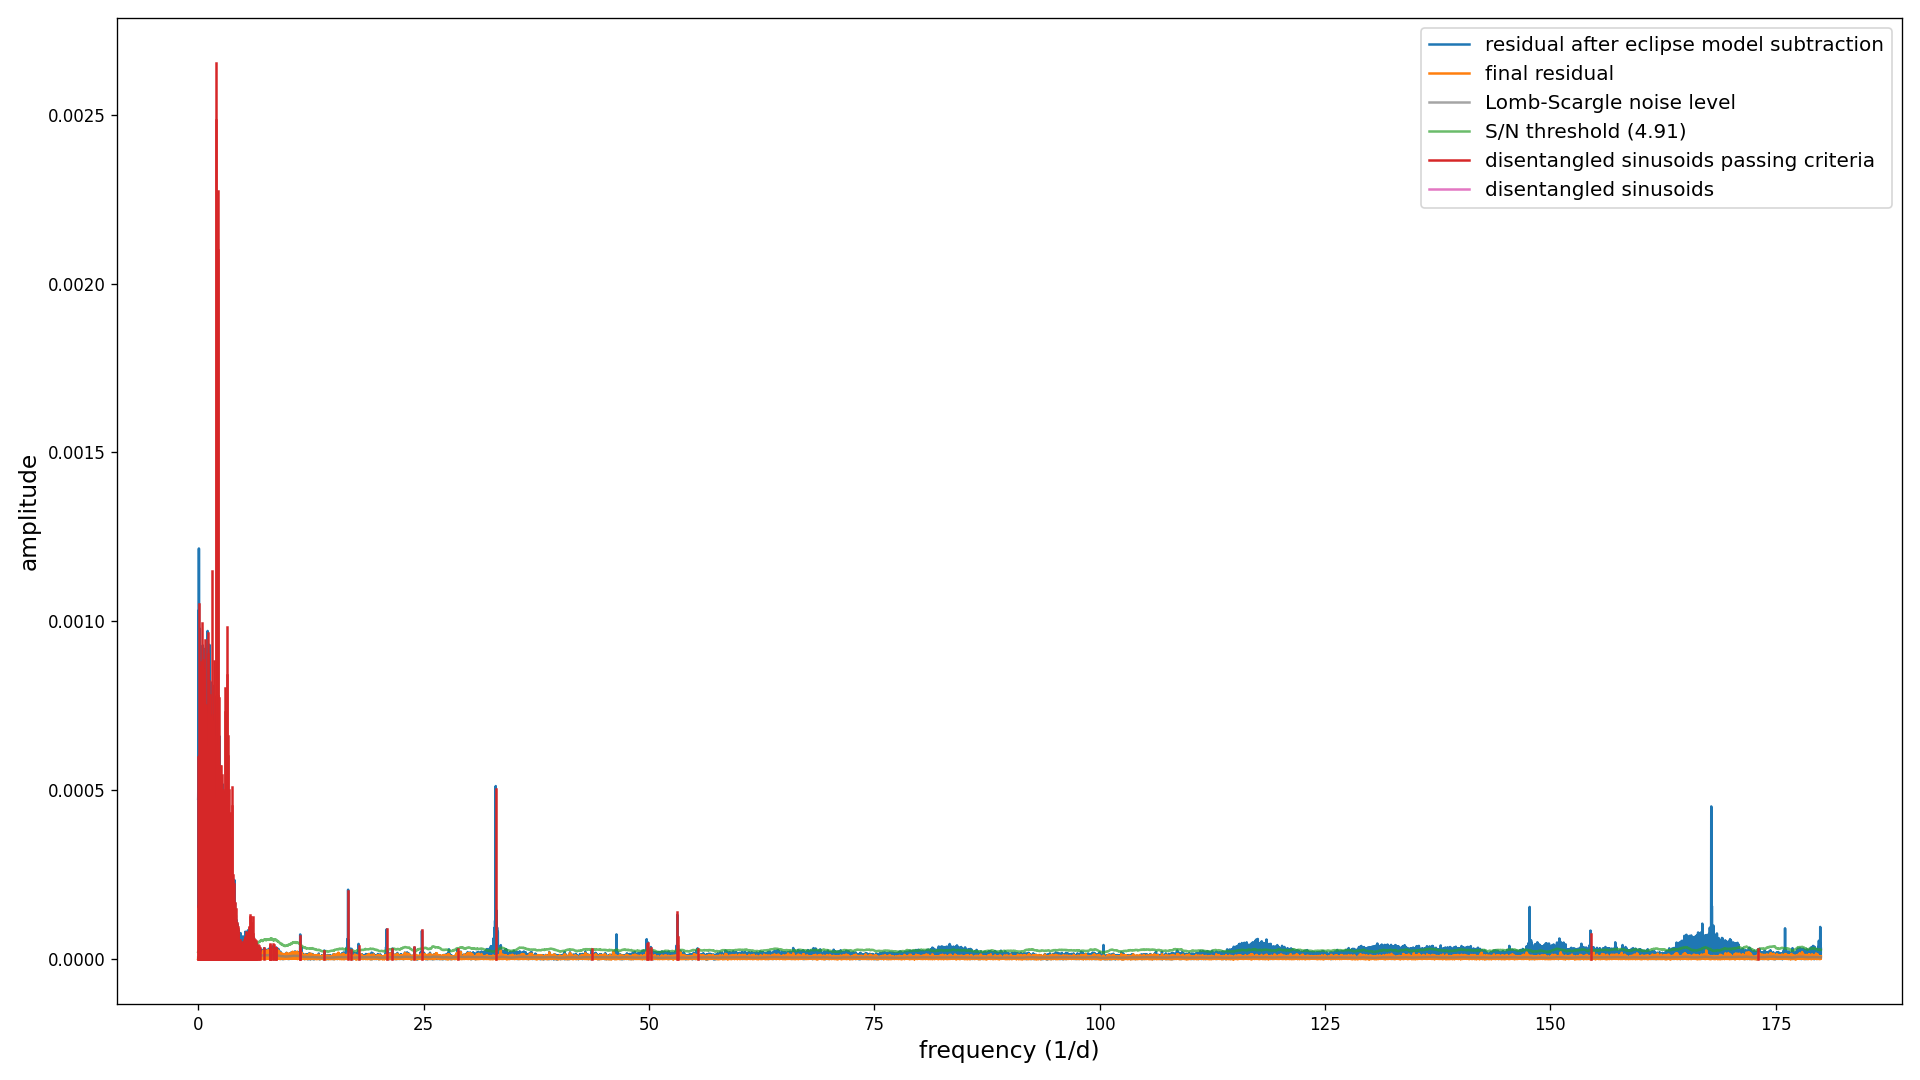 residual after eclipse model subtraction
final residual
Lomb-Scargle noise level
S/N threshold (4.91)
disentangled sinusoids passing criteria
disentangled sinusoids
amplitude
0.0025
0.0020
0.0015
0.0010
0.0005
0.0000
0 25 50 75 100 125 150 175
frequency (1/d)